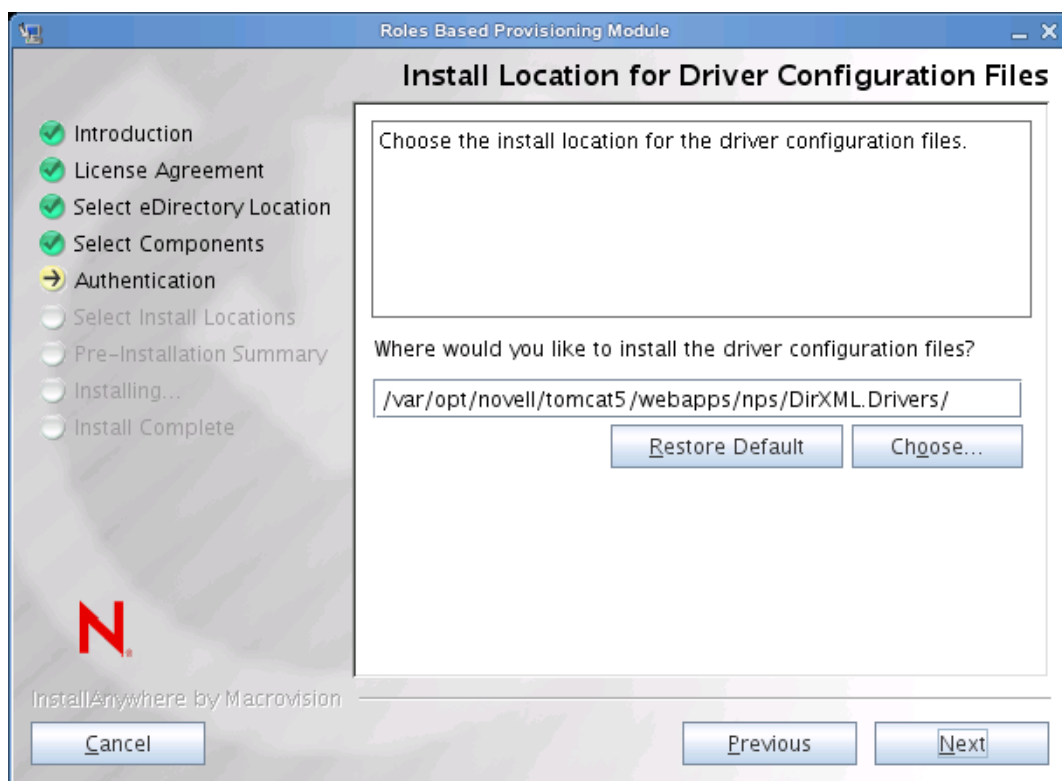 Roles Based Provisioning Module
Install Location for Driver Configuration Files
Introduction
License Agreement
Select eDirectory Location
Select Components
Authentication
Select Install Locations
Pre-Installation Summary
Installing...
Install Complete
Choose the install location for the driver configuration files.
Where would you like to install the driver configuration files?
/var/opt/novell/tomcat5/webapps/nps/DirXML.Drivers/
Restore Default
Choose...
N®
InstallAnywhere by Macrovision
Cancel
Previous
Next